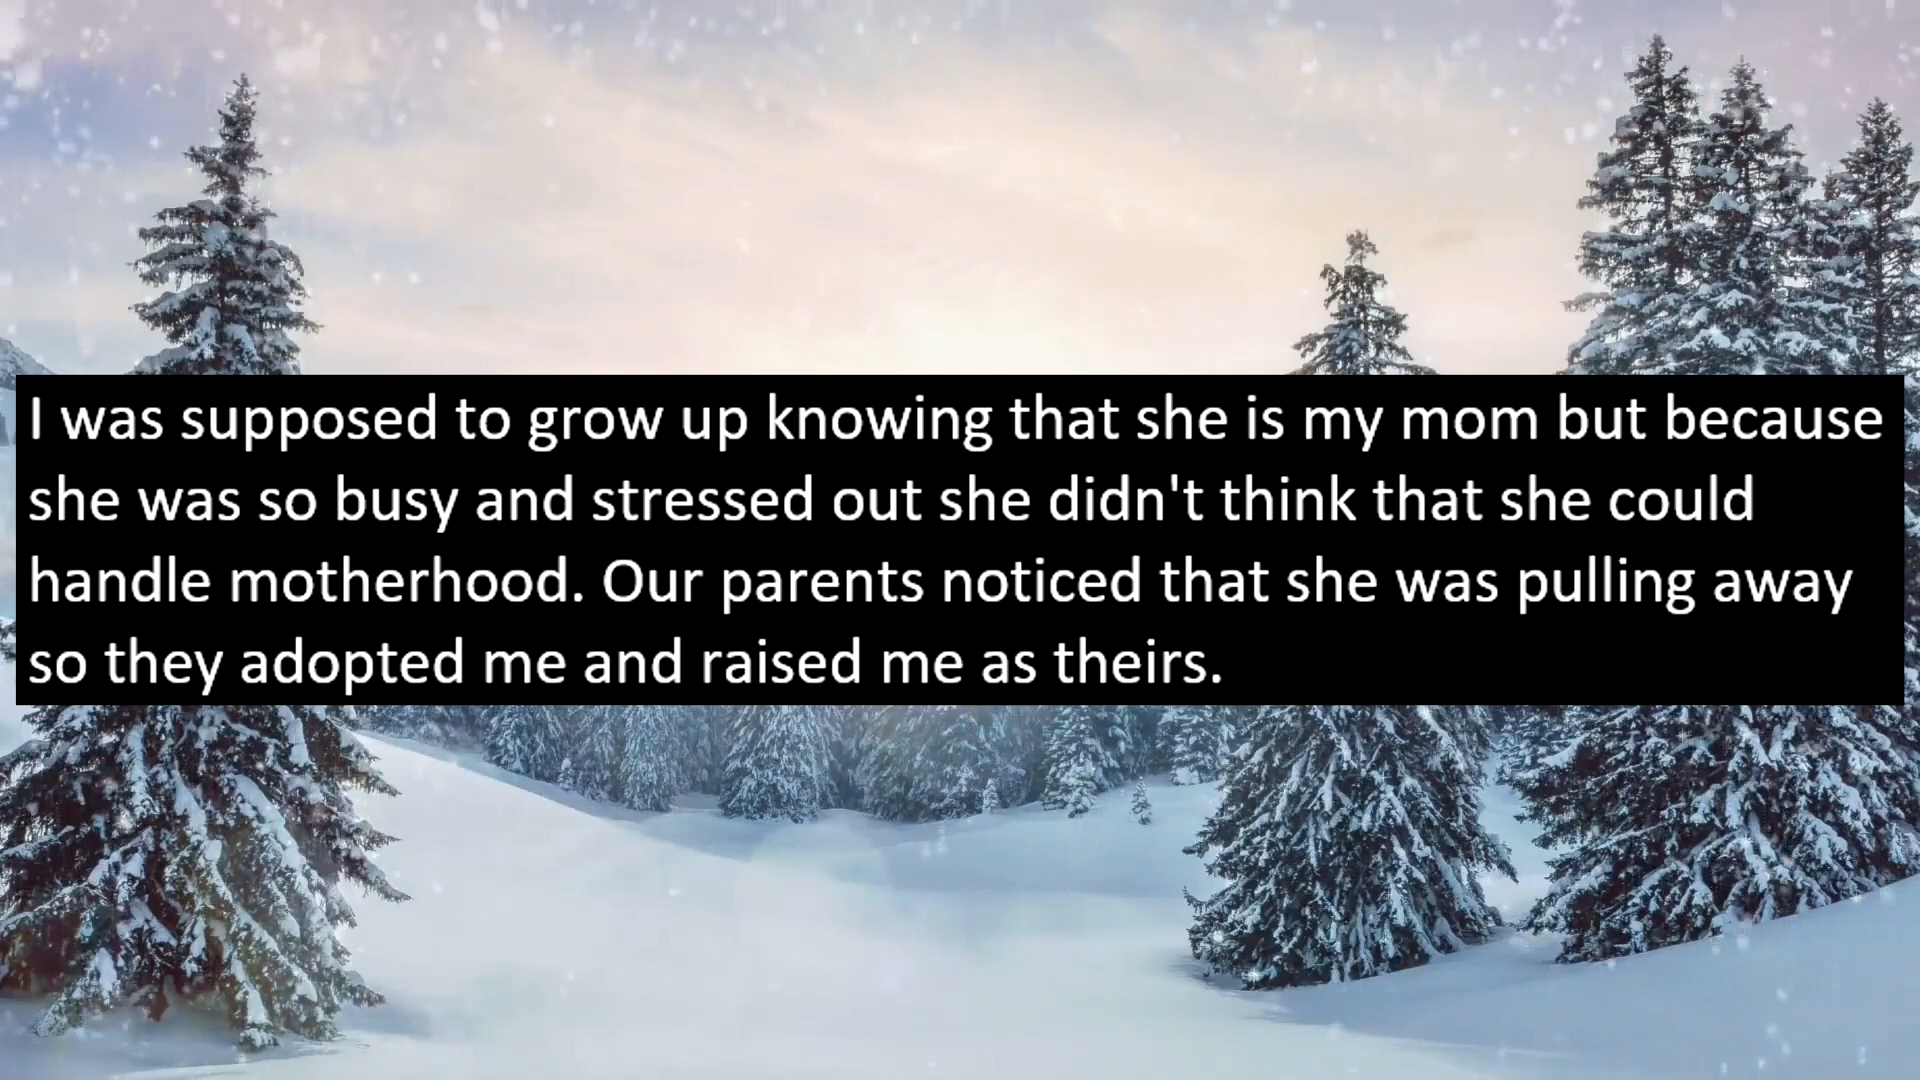 I was supposed to grow up knowing that she is my mom but because
she was so busy and stressed out she didn't think that she could
handle motherhood. Our parents noticed that she was pulling away
so they adopted me and raised me as theirs.